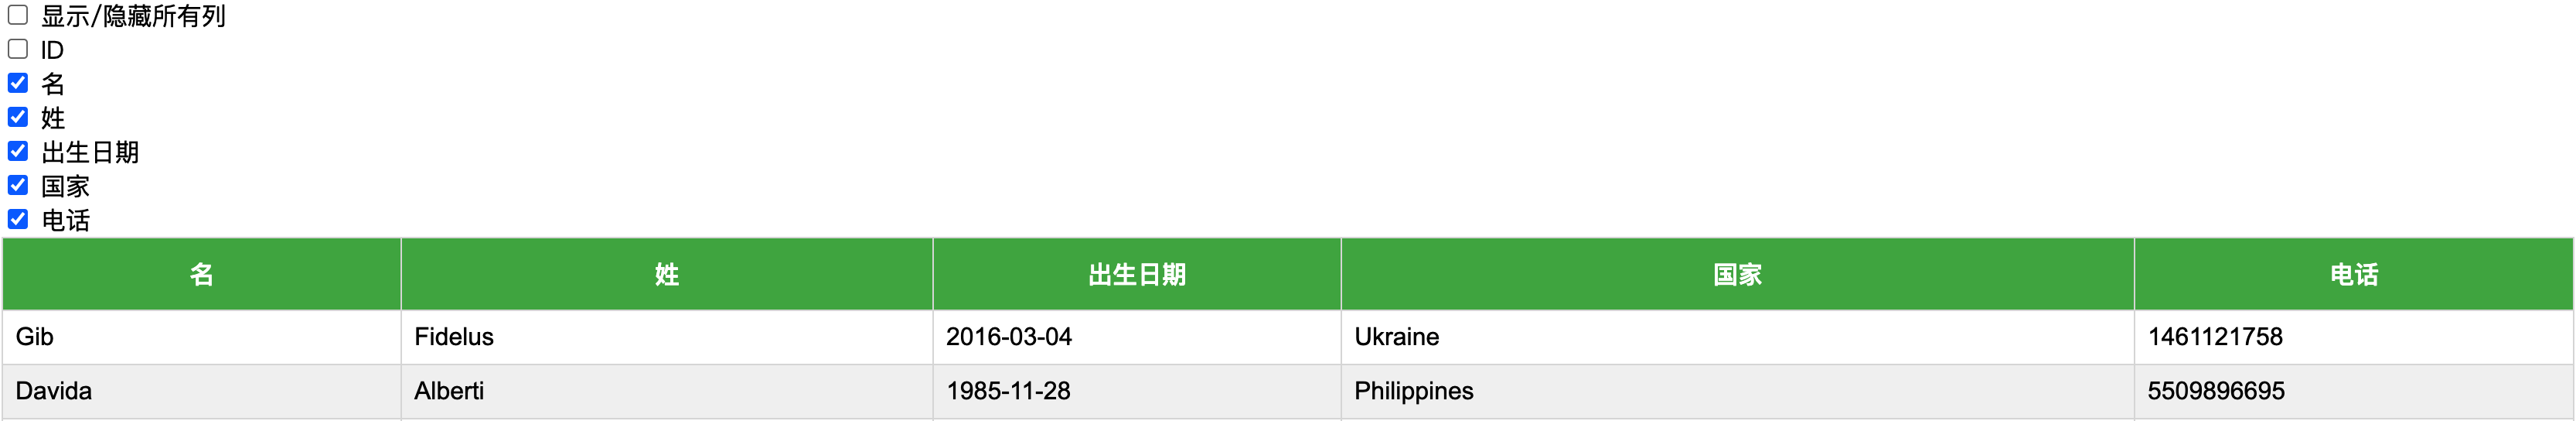 显示/隐藏所有列
ID
名
姓
出生日期
国家
电话
名 姓 出生日期 国家 电话
Gib Fidelus 2016-03-04 Ukraine 1461121758
Davida Alberti 1985-11-28 Philippines 5509896695